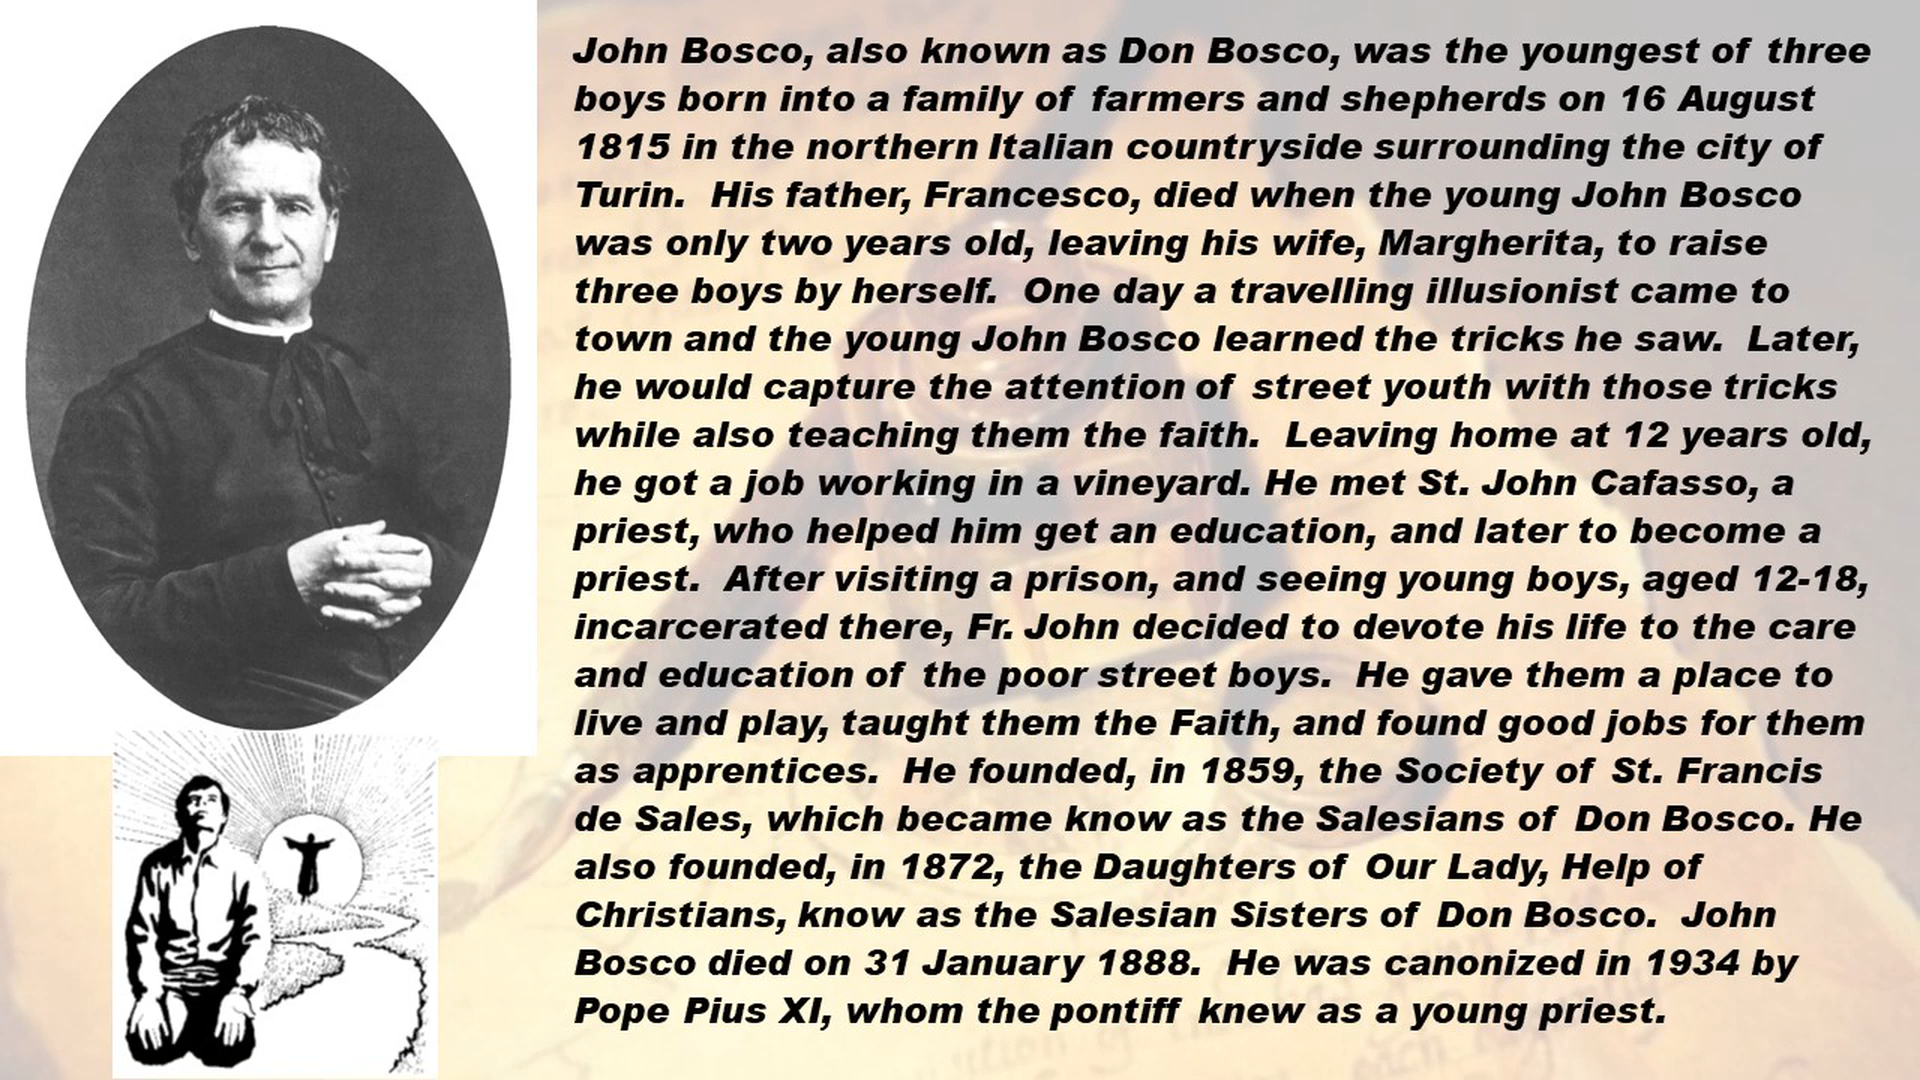 John Bosco, also known as Don Bosco, was the youngest of three
boys born into a family of farmers and shepherds on 16 August
1815 in the northern Italian countryside surrounding the city of
Turin. His father, Francesco, died when the young John Bosco
was only two years old, leaving his wife, Margherita, to raise
three boys by herself. One day a travelling illusionist came to
town and the young John Bosco learned the tricks he saw. Later,
he would capture the attention of street youth with those tricks
while also teaching them the faith. Leaving home at 12 years old,
he got a job working in a vineyard. He met St. John Cafasso, a
priest, who helped him get an education, and later to become a
priest. After visiting a prison, and seeing young boys, aged 12-18,
incarcerated there, Fr. John decided to devote his life to the care
and education of the poor street boys. He gave them a place to
live and play, taught them the Faith, and found good jobs for them
as apprentices. He founded, in 1859, the Society of St. Francis
de Sales, which became know as the Salesians of Don Bosco. He
also founded, in 1872, the Daughters of Our Lady, Help of
Christians, know as the Salesian Sisters of Don Bosco. John
Bosco died on 31 January 1888. He was canonized in 1934 by
Pope Pius XI, whom the pontiff knew as a young priest.